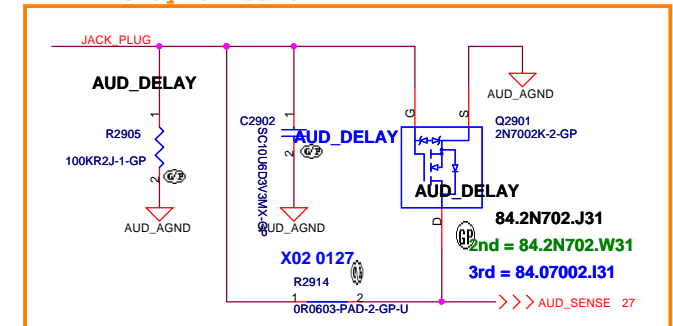 JACK_PLUG
AUD_DELAY
R2905
100KR2J-1-GP
1
2
G/P
AUD_AGND
C2902
SC10U6D3V3MX-GP
1
2
AUD_DELAY
AUD_AGND
G
S
D
AUD_AGND
Q2901
2N7002K-2-GP
AUD_DELAY
84.2N702.J31
GP
2nd = 84.2N702.W31
3rd = 84.07002.I31
X02 0127
R2914
1
2
0R0603-PAD-2-GP-U
AUD_SENSE 27